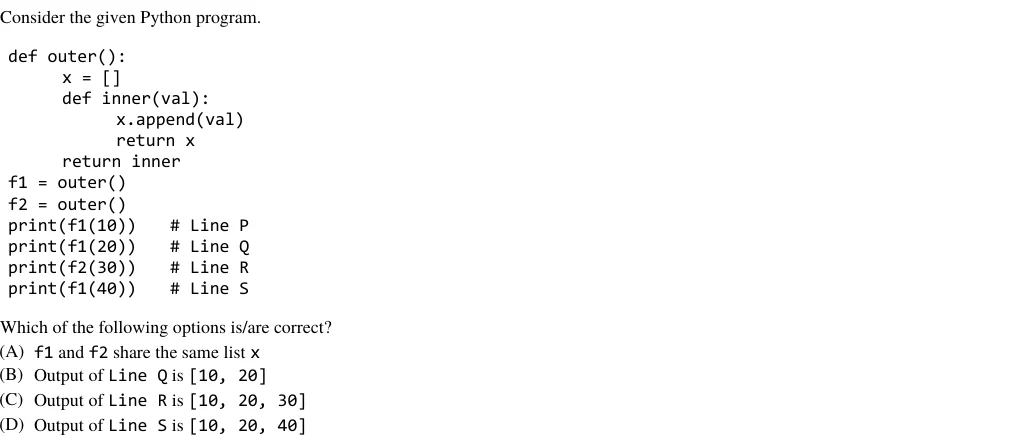 Consider the given Python program.
def outer():
x = []
def inner(val):
x.append(val)
return x
return inner
f1 = outer()
f2 = outer()
print(f1(10)) # Line P
print(f1(20)) # Line Q
print(f2(30)) # Line R
print(f1(40)) # Line S
Which of the following options is/are correct?
(A) f1 and f2 share the same list x
(B) Output of Line Q is [10, 20]
(C) Output of Line R is [10, 20, 30]
(D) Output of Line S is [10, 20, 40]